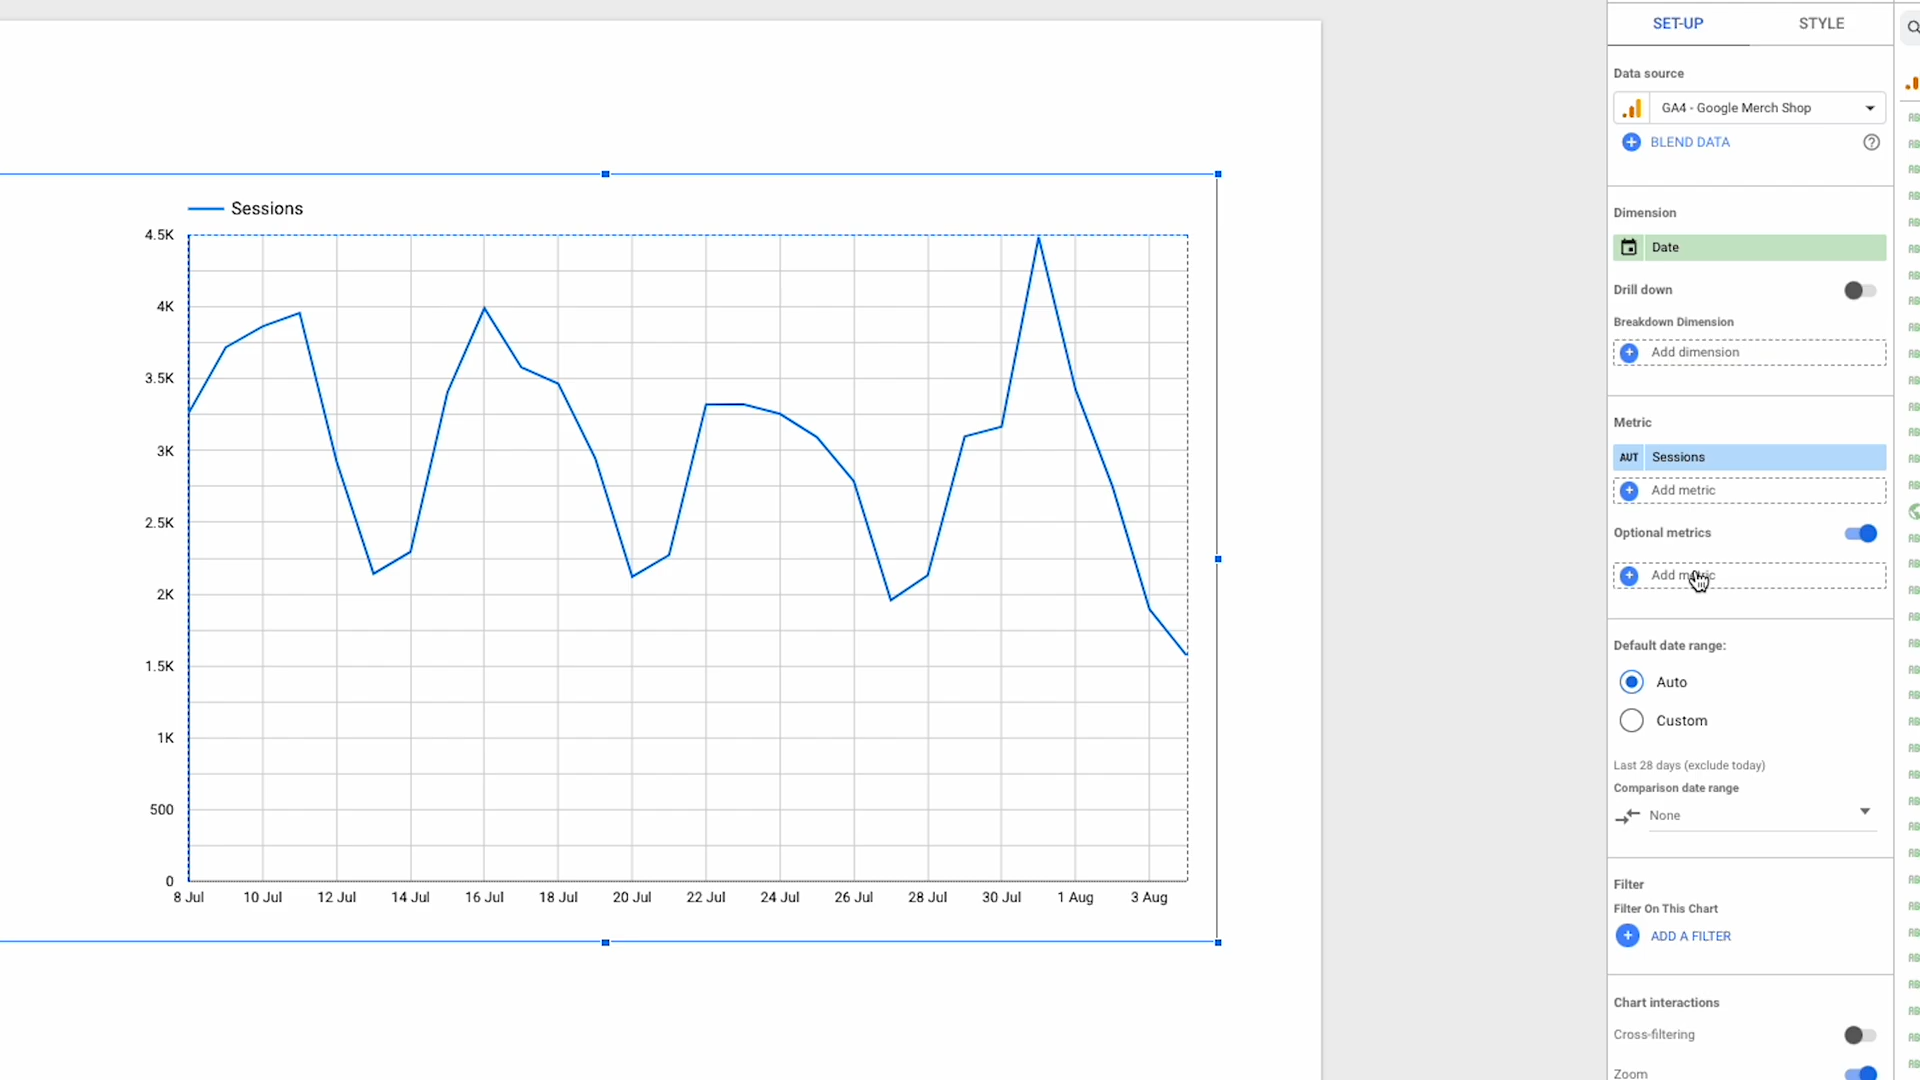 Sessions
4.5K
4K
3.5K
3K
2.5K
2K
1.5K
1K
500
0
8 Jul 10 Jul 12 Jul 14 Jul 16 Jul 18 Jul 20 Jul 22 Jul 24 Jul 26 Jul 28 Jul 30 Jul 1 Aug 3 Aug
SET-UP STYLE
Data source
GA4 - Google Merch Shop
BLEND DATA
Dimension
Date
Drill down
Breakdown Dimension
Add dimension
Metric
AUT Sessions
Add metric
Optional metrics
Add metric
Default date range:
Auto
Custom
Last 28 days (exclude today)
Comparison date range
None
Filter
Filter On This Chart
ADD A FILTER
Chart interactions
Cross-filtering
Zoom